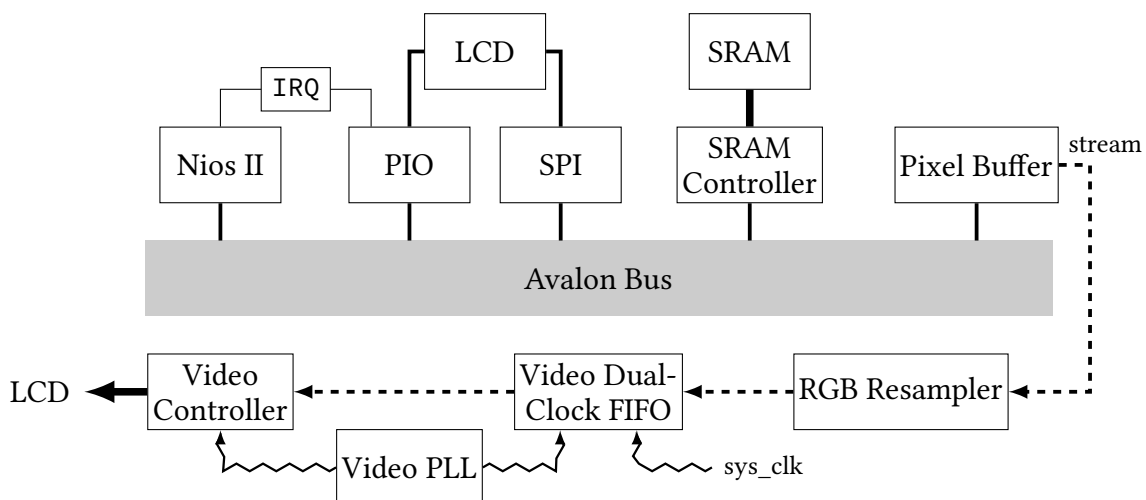 LCD
SRAM
IRQ
Nios II
PIO
SPI
SRAM
Controller
Pixel Buffer
stream
Avalon Bus
LCD
Video
Controller
Video Dual-
Clock FIFO
RGB Resampler
Video PLL
sys_clk